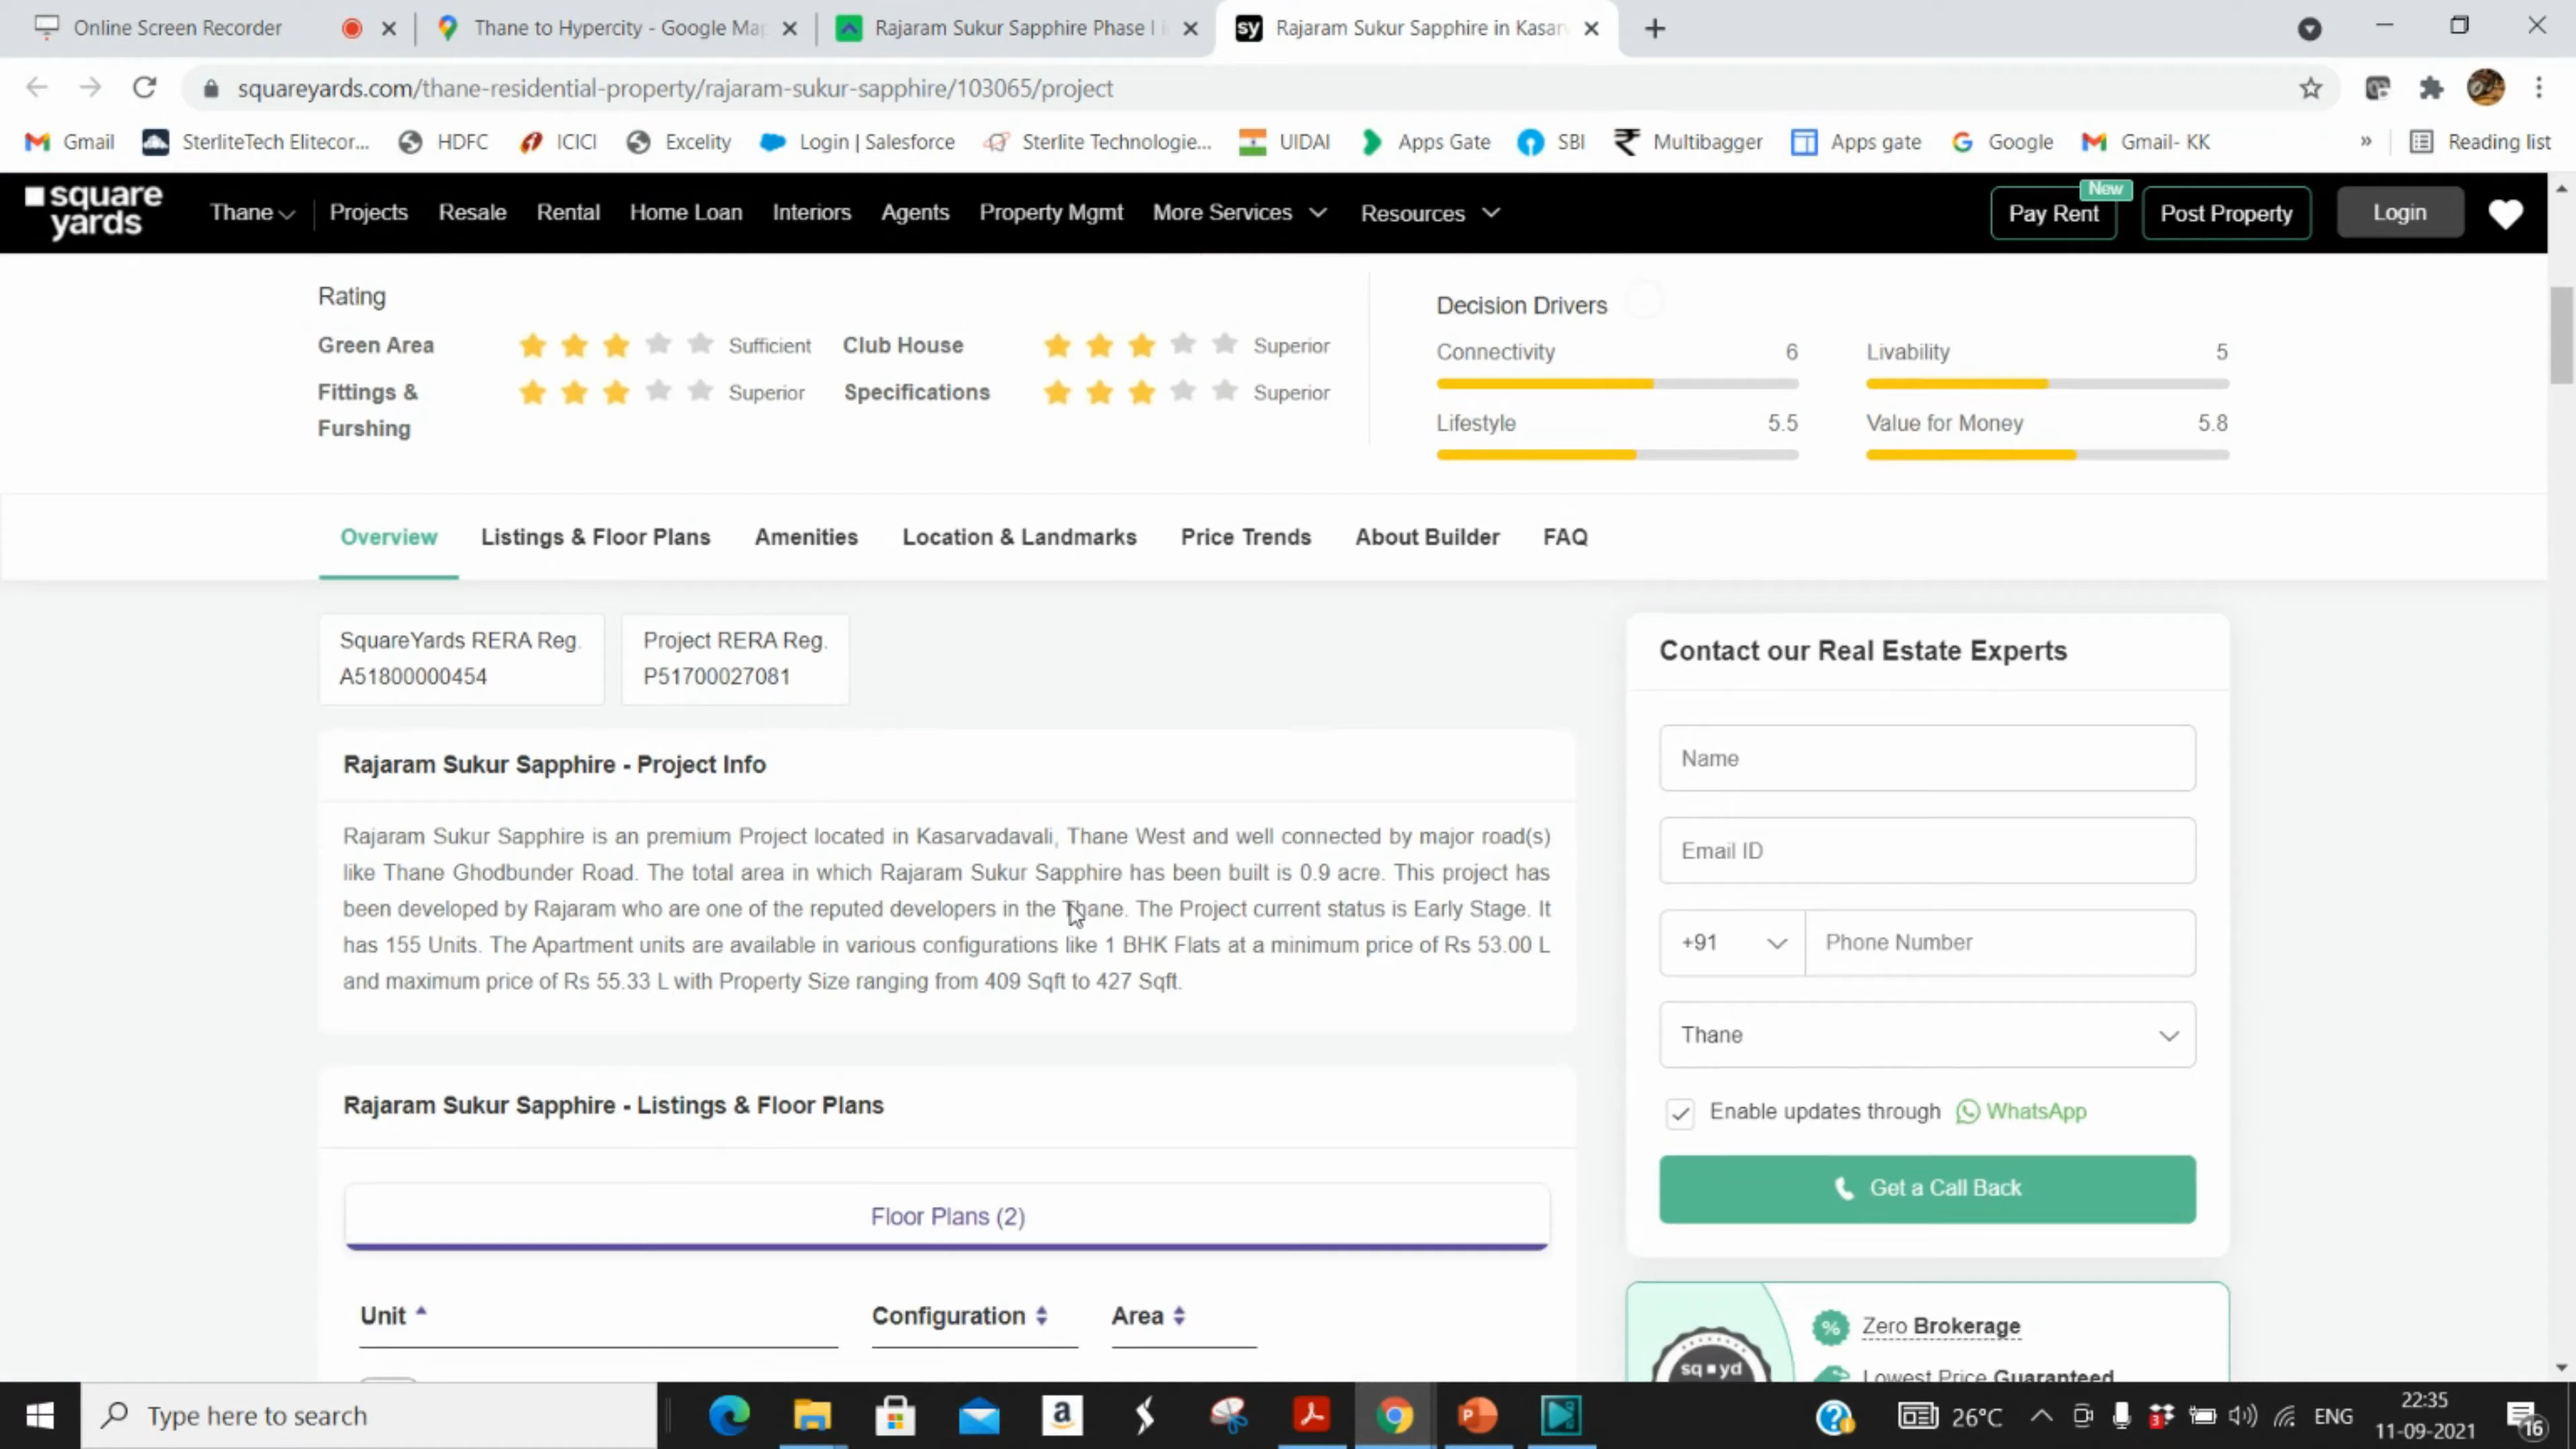 Online Screen Recorder
Thane to Hypercity - Google Map
Rajaram Sukur Sapphire Phase I i
sy Rajaram Sukur Sapphire in Kasar
squareyards.com/thane-residential-property/rajaram-sukur-sapphire/103065/project
Gmail SterliteTech Elitecor... HDFC ICICI Excelity Login | Salesforce Sterlite Technologie... UIDAI Apps Gate SBI Multibagger Apps gate Google Gmail- KK » Reading list
square yards
Thane Projects Resale Rental Home Loan Interiors Agents Property Mgmt More Services Resources New Pay Rent Post Property Login
Rating
Green Area Sufficient Club House Superior
Fittings & Furshing Superior Specifications Superior
Decision Drivers
Connectivity 6 Livability 5
Lifestyle 5.5 Value for Money 5.8
Overview Listings & Floor Plans Amenities Location & Landmarks Price Trends About Builder FAQ
SquareYards RERA Reg. Project RERA Reg.
A51800000454 P51700027081
Rajaram Sukur Sapphire - Project Info
Rajaram Sukur Sapphire is an premium Project located in Kasarvadavali, Thane West and well connected by major road(s)
like Thane Ghodbunder Road. The total area in which Rajaram Sukur Sapphire has been built is 0.9 acre. This project has
been developed by Rajaram who are one of the reputed developers in the Thane. The Project current status is Early Stage. It
has 155 Units. The Apartment units are available in various configurations like 1 BHK Flats at a minimum price of Rs 53.00 L
and maximum price of Rs 55.33 L with Property Size ranging from 409 Sqft to 427 Sqft.
Rajaram Sukur Sapphire - Listings & Floor Plans
Floor Plans (2)
Unit Configuration Area
Contact our Real Estate Experts
Name
Email ID
+91 Phone Number
Thane
Enable updates through WhatsApp
Get a Call Back
sq yd
% Zero Brokerage
Lowest Price Guaranteed
Type here to search
26°C ENG
22:35
11-09-2021
16